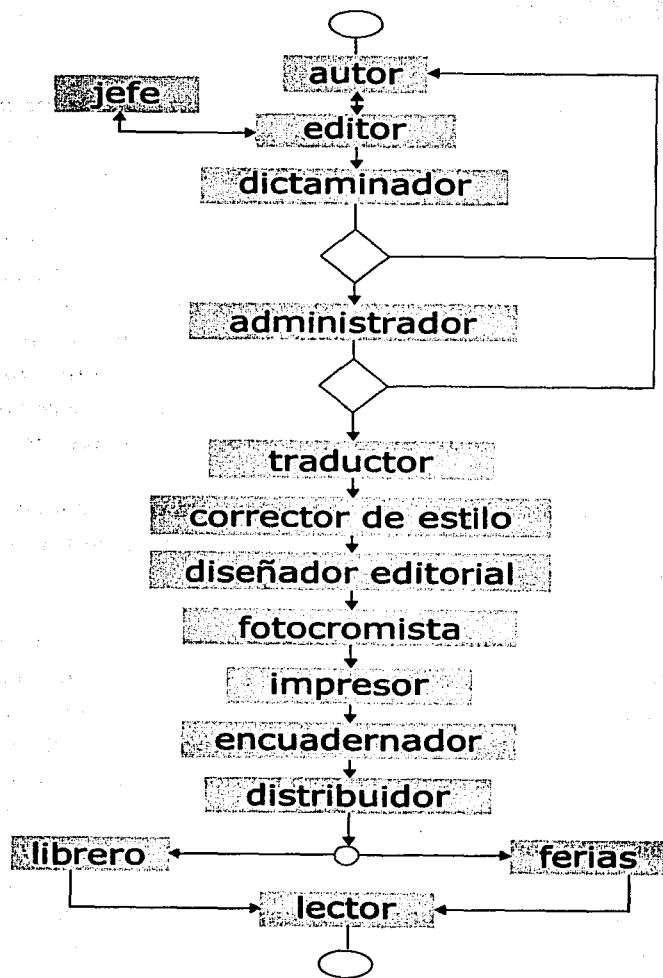 autor
jefe
editor
dictaminador
administrador
traductor
corrector de estilo
diseñador editorial
fotocromista
impresor
encuadernador
distribuidor
librero
ferias
lector